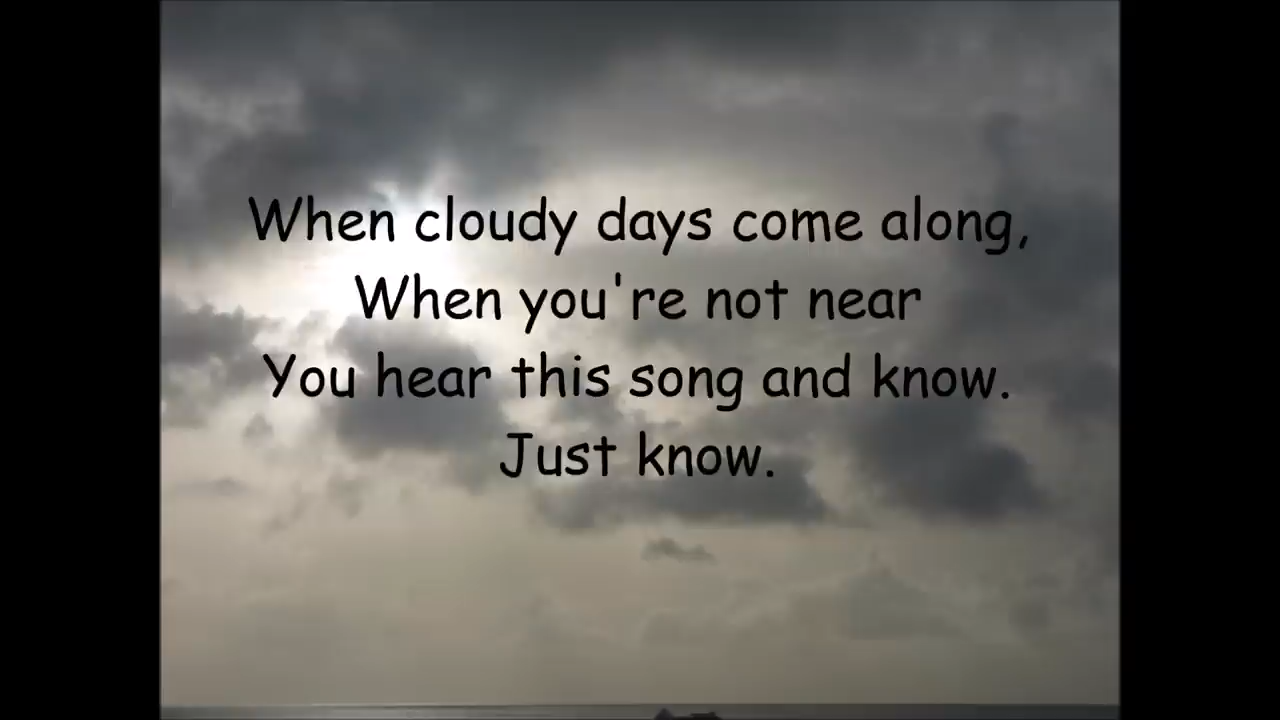 When cloudy days come along,
When you're not near
You hear this song and know.
Just know.